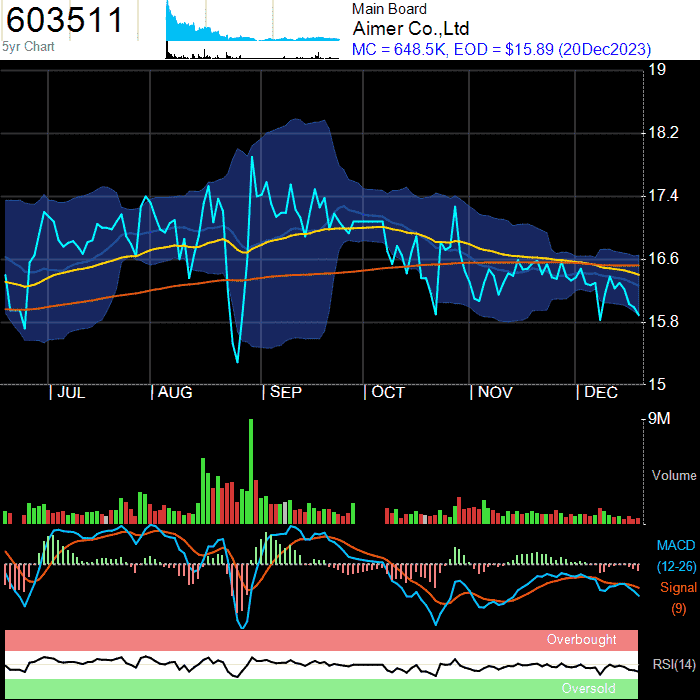 603511
5yr Chart
Main Board
Aimer Co.,Ltd
MC = 648.5K, EOD = $15.89 (20Dec2023)
19
18.2
17.4
16.6
15.8
15
| JUL | AUG | SEP | OCT | NOV | DEC
9M
Volume
MACD
(12-26)
Signal
(9)
Overbought
RSI(14)
Oversold